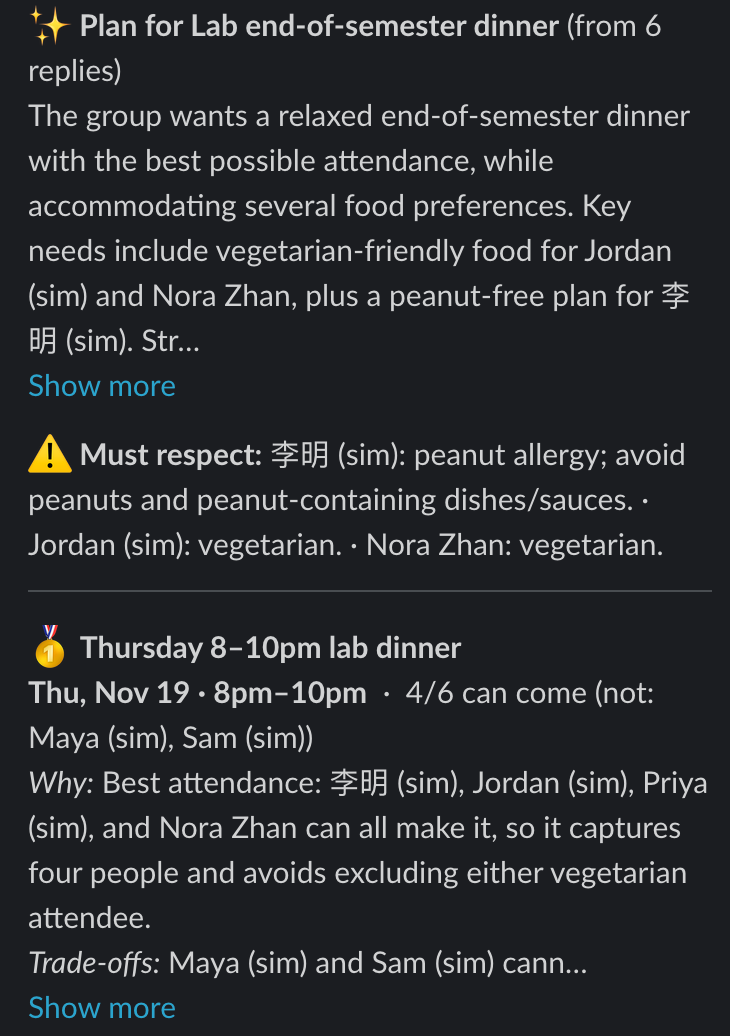 ✨ Plan for Lab end-of-semester dinner (from 6
replies)
The group wants a relaxed end-of-semester dinner
with the best possible attendance, while
accommodating several food preferences. Key
needs include vegetarian-friendly food for Jordan
(sim) and Nora Zhan, plus a peanut-free plan for 李
明 (sim). Str...
Show more
⚠️ Must respect: 李明 (sim): peanut allergy; avoid
peanuts and peanut-containing dishes/sauces. ·
Jordan (sim): vegetarian. · Nora Zhan: vegetarian.
🥇 Thursday 8–10pm lab dinner
Thu, Nov 19 · 8pm–10pm · 4/6 can come (not:
Maya (sim), Sam (sim))
Why: Best attendance: 李明 (sim), Jordan (sim), Priya
(sim), and Nora Zhan can all make it, so it captures
four people and avoids excluding either vegetarian
attendee.
Trade-offs: Maya (sim) and Sam (sim) cann...
Show more